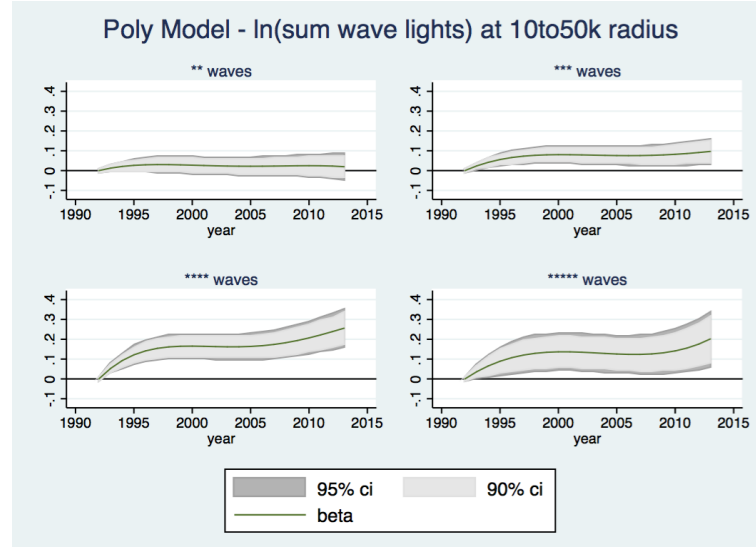 Poly Model - ln(sum wave lights) at 10to50k radius
** waves
*** waves
.4
.3
.2
.1
0
-.1
1990 1995 2000 2005 2010 2015
year
.4
.3
.2
.1
0
-.1
1990 1995 2000 2005 2010 2015
year
**** waves
***** waves
.4
.3
.2
.1
0
-.1
1990 1995 2000 2005 2010 2015
year
.4
.3
.2
.1
0
-.1
1990 1995 2000 2005 2010 2015
year
95% ci 90% ci
beta